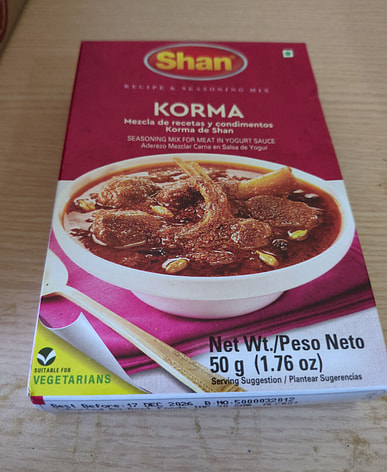 Shan
RECIPE & SEASONING MIX
KORMA
Mezcla de recetas y condimentos
Korma de Shan
SEASONING MIX FOR MEAT IN YOGURT SAUCE
Aderezo Mezclar Carne en Salsa de Yogur
Net Wt./Peso Neto
50 g (1.76 oz)
Serving Suggestion / Plantear Sugerencias
SUITABLE FOR
VEGETARIANS
Best Before: 17 DEC 2026 B NO. 5000032012